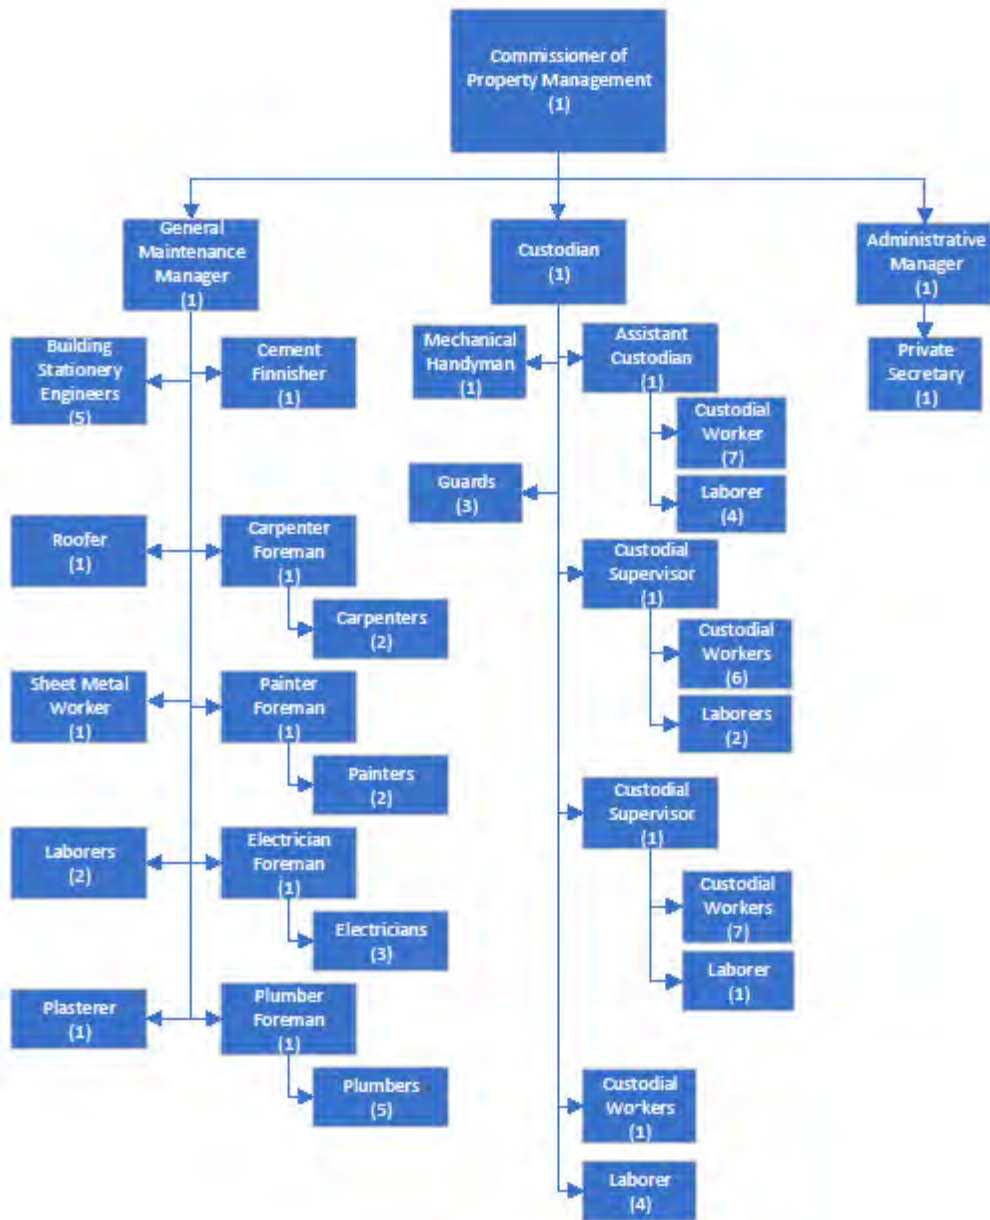 Commissioner of
Property Management
(1)
General
Maintenance
Manager
(1)
Custodian
(1)
Administrative
Manager
(1)
Building
Stationery
Engineers
(5)
Cement
Finnisher
(1)
Mechanical
Handyman
(1)
Assistant
Custodian
(1)
Private
Secretary
(1)
Custodial
Worker
(7)
Guards
(3)
Laborer
(4)
Roofer
(1)
Carpenter
Foreman
(1)
Custodial
Supervisor
(1)
Carpenters
(2)
Custodial
Workers
(6)
Sheet Metal
Worker
(1)
Painter
Foreman
(1)
Laborers
(2)
Painters
(2)
Custodial
Supervisor
(1)
Laborers
(2)
Electrician
Foreman
(1)
Custodial
Workers
(7)
Electricians
(3)
Laborer
(1)
Plasterer
(1)
Plumber
Foreman
(1)
Plumbers
(5)
Custodial
Workers
(1)
Laborer
(4)